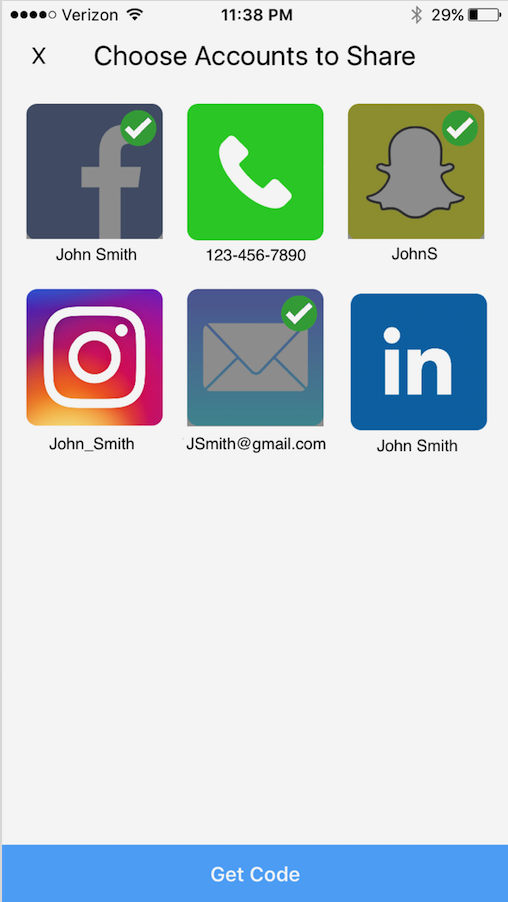 Verizon 11:38 PM 29%
X Choose Accounts to Share
John Smith 123-456-7890 JohnS
in
John_Smith JSmith@gmail.com John Smith
Get Code